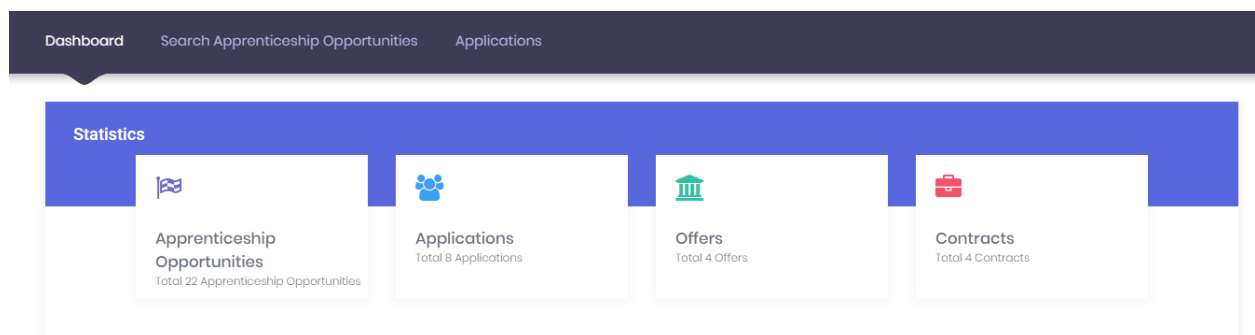 Dashboard Search Apprenticeship Opportunities Applications
Statistics
Apprenticeship
Opportunities
Total 22 Apprenticeship Opportunities
Applications
Total 8 Applications
Offers
Total 4 Offers
Contracts
Total 4 Contracts